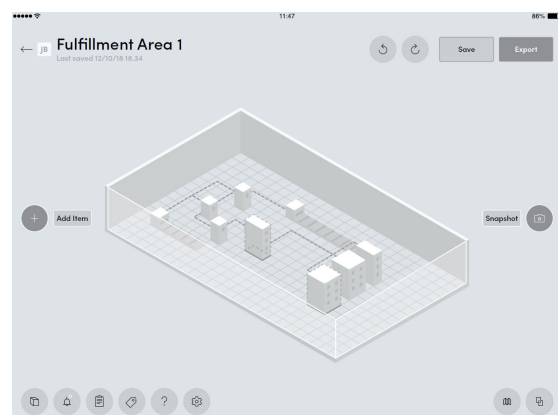 11:47
86%
JB
Fulfillment Area 1
Last saved 12/10/18 18.34
Save
Export
Add Item
Snapshot
?